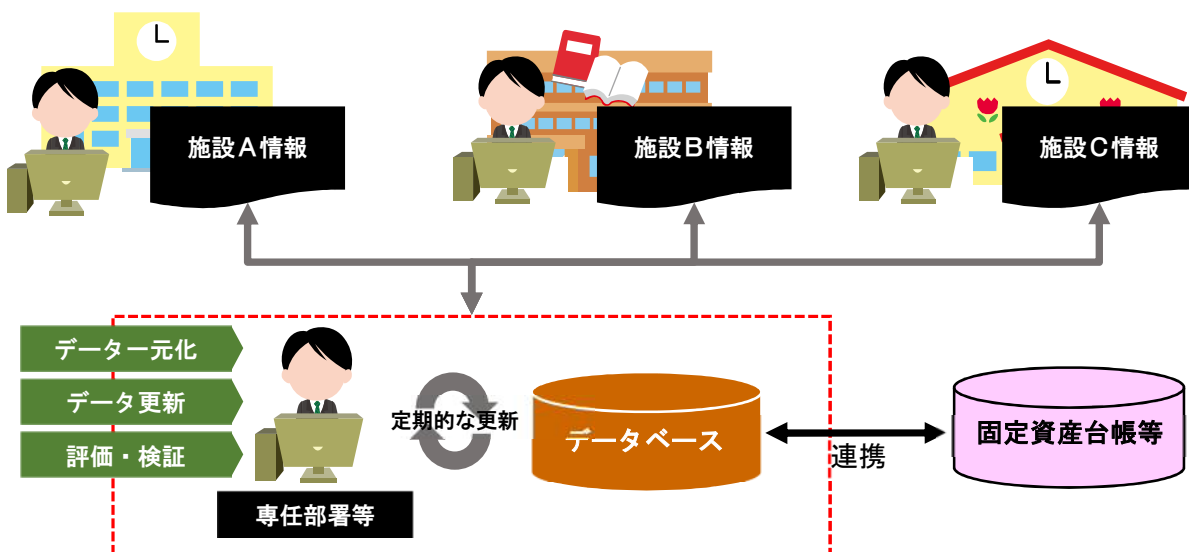 施設A情報
施設B情報
施設C情報
データ一元化
データ更新
評価・検証
定期的な更新
データベース
連携
固定資産台帳等
専任部署等